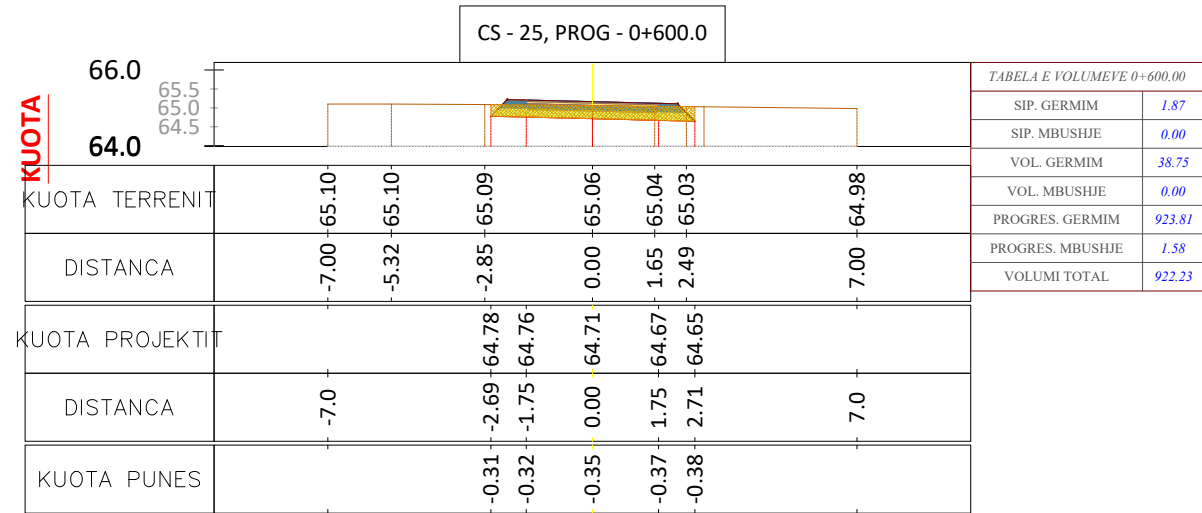 CS - 25, PROG - 0+600.0
KUOTA
66.0
65.5
65.0
64.5
64.0
KUOTA TERRENIT
65.10 65.10 65.09 65.06 65.04 65.03 64.98
DISTANCA
-7.00 -5.32 -2.85 0.00 1.65 2.49 7.00
KUOTA PROJEKTIT
64.78 64.76 64.71 64.67 64.65
DISTANCA
-7.0 -2.69 -1.75 0.00 1.75 2.71 7.0
KUOTA PUNES
-0.31 -0.32 -0.35 -0.37 -0.38
TABELA E VOLUMEVE 0+600.00
SIP. GERMIM 1.87
SIP. MBUSHJE 0.00
VOL. GERMIM 38.75
VOL. MBUSHJE 0.00
PROGRES. GERMIM 923.81
PROGRES. MBUSHJE 1.58
VOLUMI TOTAL 922.23